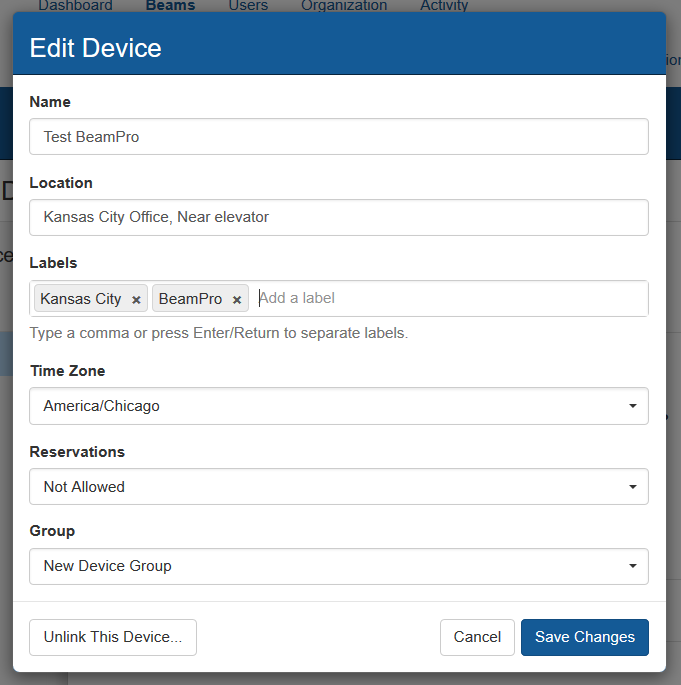 Dashboard Beams Users Organization Activity
Edit Device
Name
Test BeamPro
Location
Kansas City Office, Near elevator
Labels
Kansas City × BeamPro × Add a label
Type a comma or press Enter/Return to separate labels.
Time Zone
America/Chicago
Reservations
Not Allowed
Group
New Device Group
Unlink This Device... Cancel Save Changes